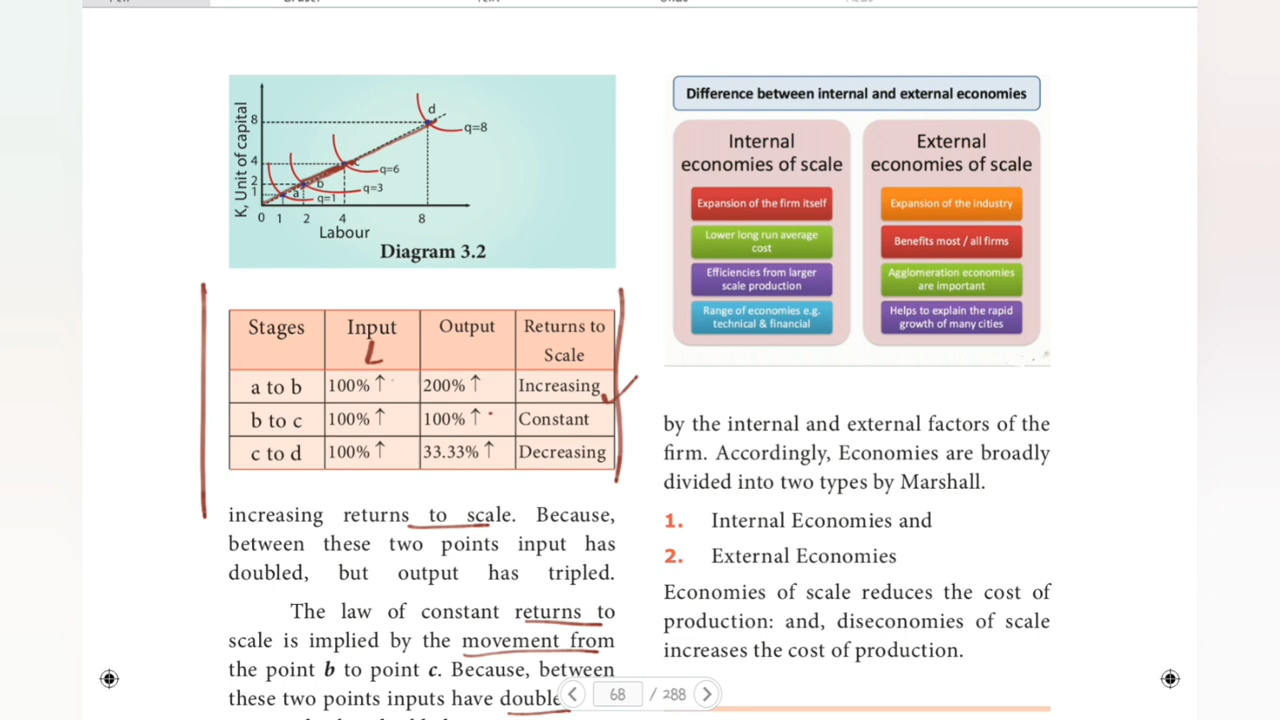 K, Unit of capital
8
4
2
1
0 1 2 4 8
a
b
d
q=1
q=3
q=6
q=8
Labour
Diagram 3.2
Stages Input Output Returns to Scale
L
a to b 100% ↑ 200% ↑ Increasing
b to c 100% ↑ 100% ↑ Constant
c to d 100% ↑ 33.33% ↑ Decreasing
increasing returns to scale. Because,
between these two points input has
doubled, but output has tripled.
The law of constant returns to
scale is implied by the movement from
the point b to point c. Because, between
these two points inputs have double
Difference between internal and external economies
Internal
economies of scale
Expansion of the firm itself
Lower long run average
cost
Efficiencies from larger
scale production
Range of economies e.g.
technical & financial
External
economies of scale
Expansion of the industry
Benefits most / all firms
Agglomeration economies
are important
Helps to explain the rapid
growth of many cities
by the internal and external factors of the
firm. Accordingly, Economies are broadly
divided into two types by Marshall.
1. Internal Economies and
2. External Economies
Economies of scale reduces the cost of
production: and, diseconomies of scale
increases the cost of production.
68 / 288